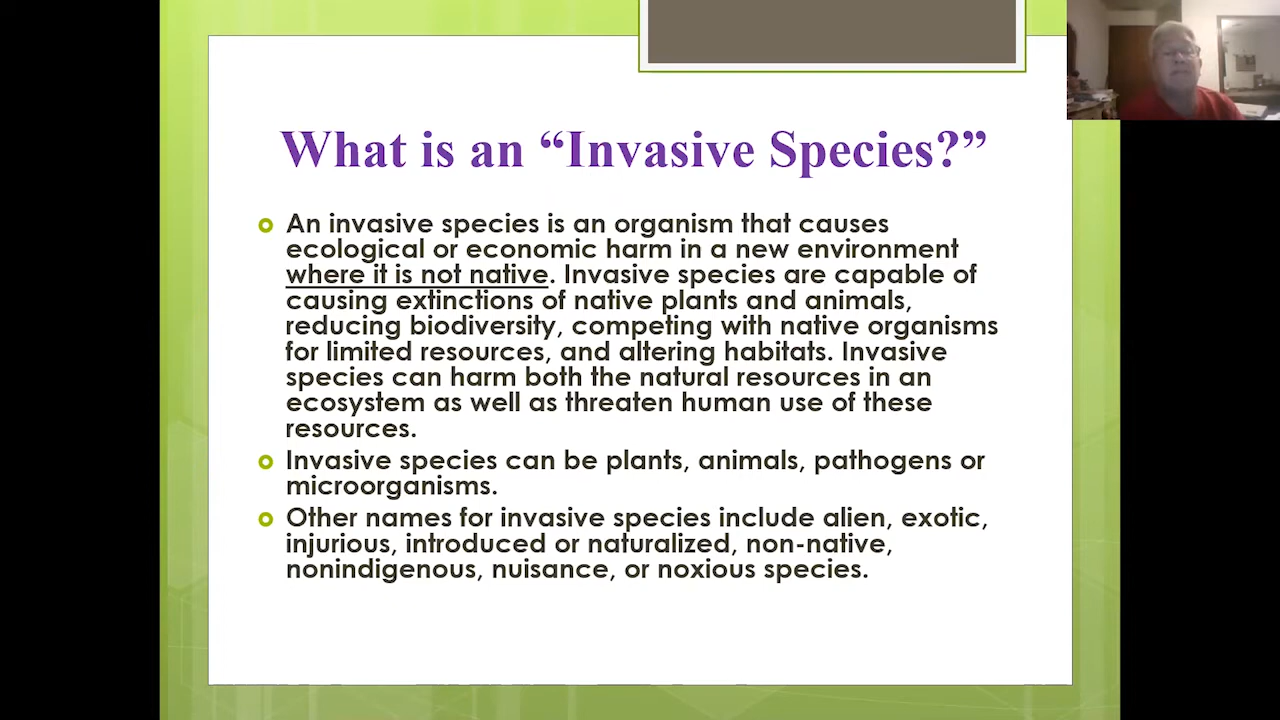 What is an “Invasive Species?”
An invasive species is an organism that causes
ecological or economic harm in a new environment
where it is not native. Invasive species are capable of
causing extinctions of native plants and animals,
reducing biodiversity, competing with native organisms
for limited resources, and altering habitats. Invasive
species can harm both the natural resources in an
ecosystem as well as threaten human use of these
resources.
Invasive species can be plants, animals, pathogens or
microorganisms.
Other names for invasive species include alien, exotic,
injurious, introduced or naturalized, non-native,
nonindigenous, nuisance, or noxious species.